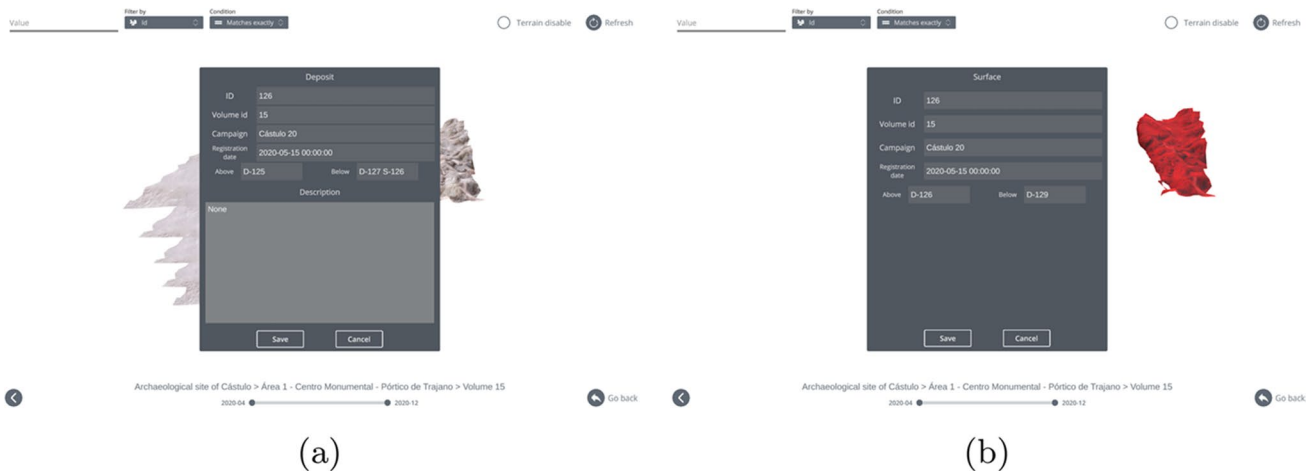 Value
Filter by
Id
Condition
Matches exactly
Terrain disable
Refresh
Deposit
ID 126
Volume id 15
Campaign Cástulo 20
Registration date 2020-05-15 00:00:00
Above D-125 Below D-127 S-126
Description
None
Save Cancel
Archaeological site of Cástulo > Área 1 - Centro Monumental - Pórtico de Trajano > Volume 15
2020-04 2020-12
Go back
(a)
Value
Filter by
Id
Condition
Matches exactly
Terrain disable
Refresh
Surface
ID 126
Volume id 15
Campaign Cástulo 20
Registration date 2020-05-15 00:00:00
Above D-126 Below D-129
Save Cancel
Archaeological site of Cástulo > Área 1 - Centro Monumental - Pórtico de Trajano > Volume 15
2020-04 2020-12
Go back
(b)